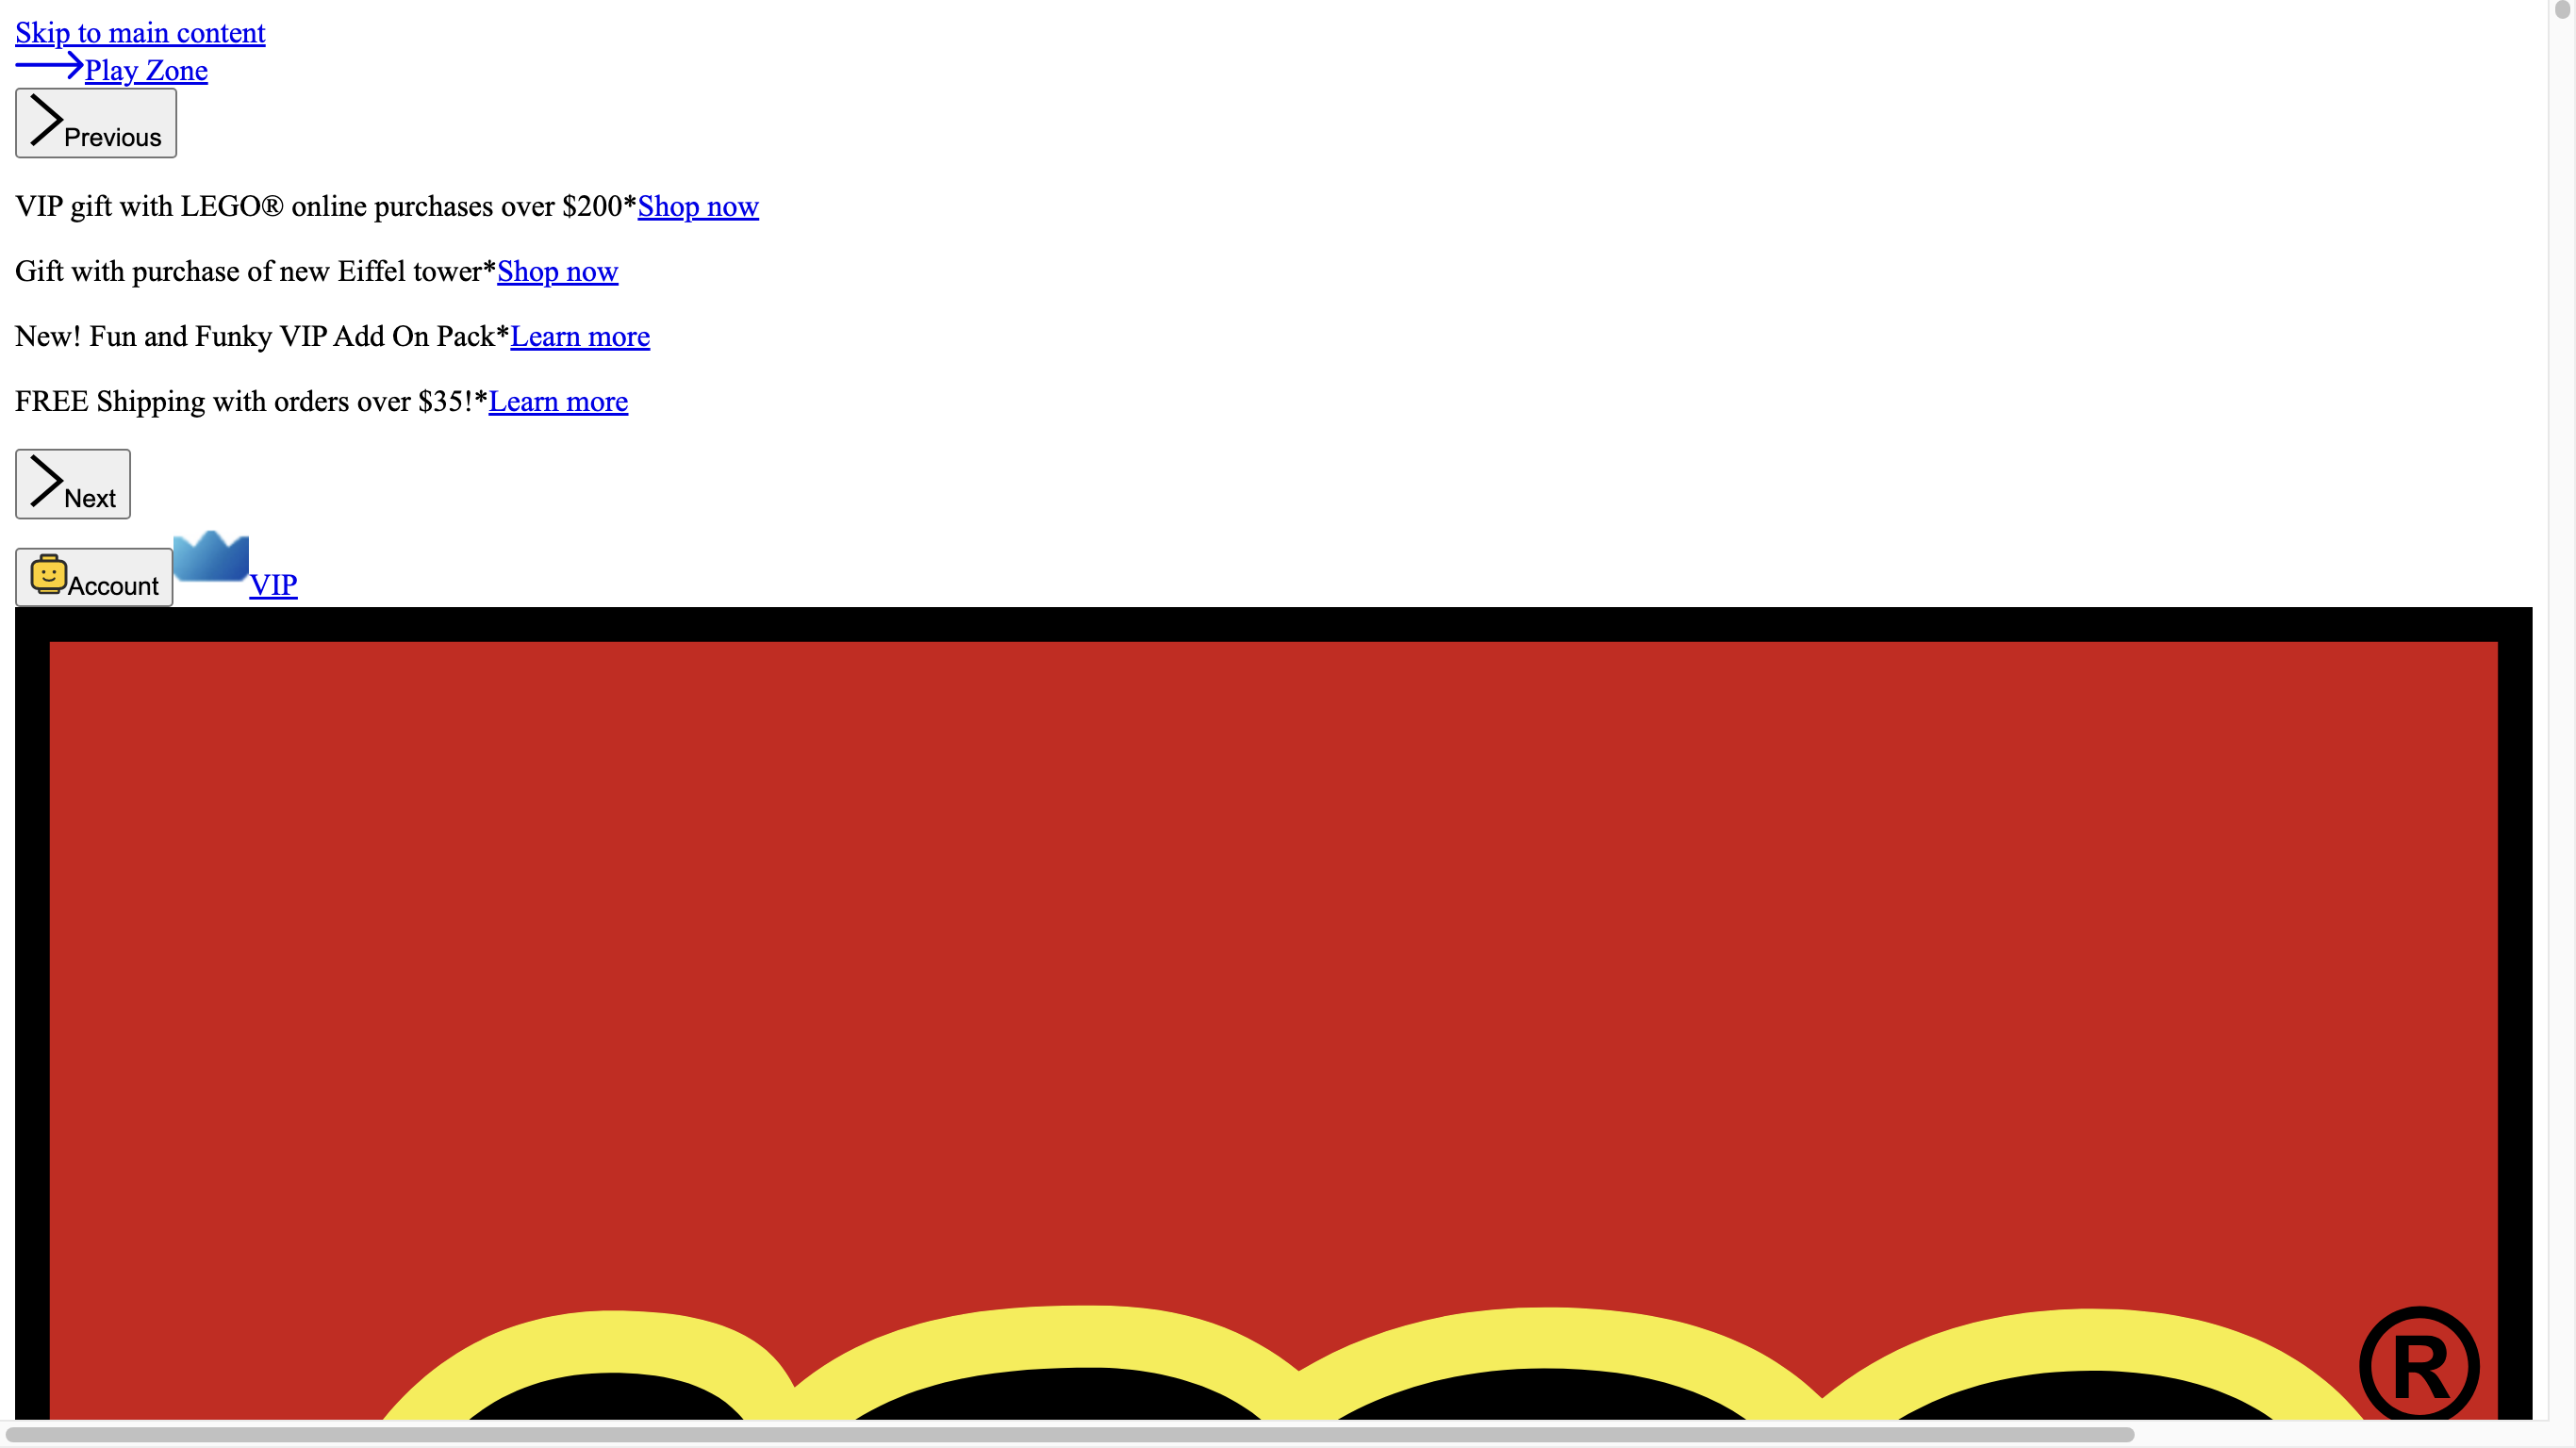 Skip to main content
Play Zone
Previous
VIP gift with LEGO® online purchases over $200*Shop now
Gift with purchase of new Eiffel tower*Shop now
New! Fun and Funky VIP Add On Pack*Learn more
FREE Shipping with orders over $35!*Learn more
Next
Account VIP
®